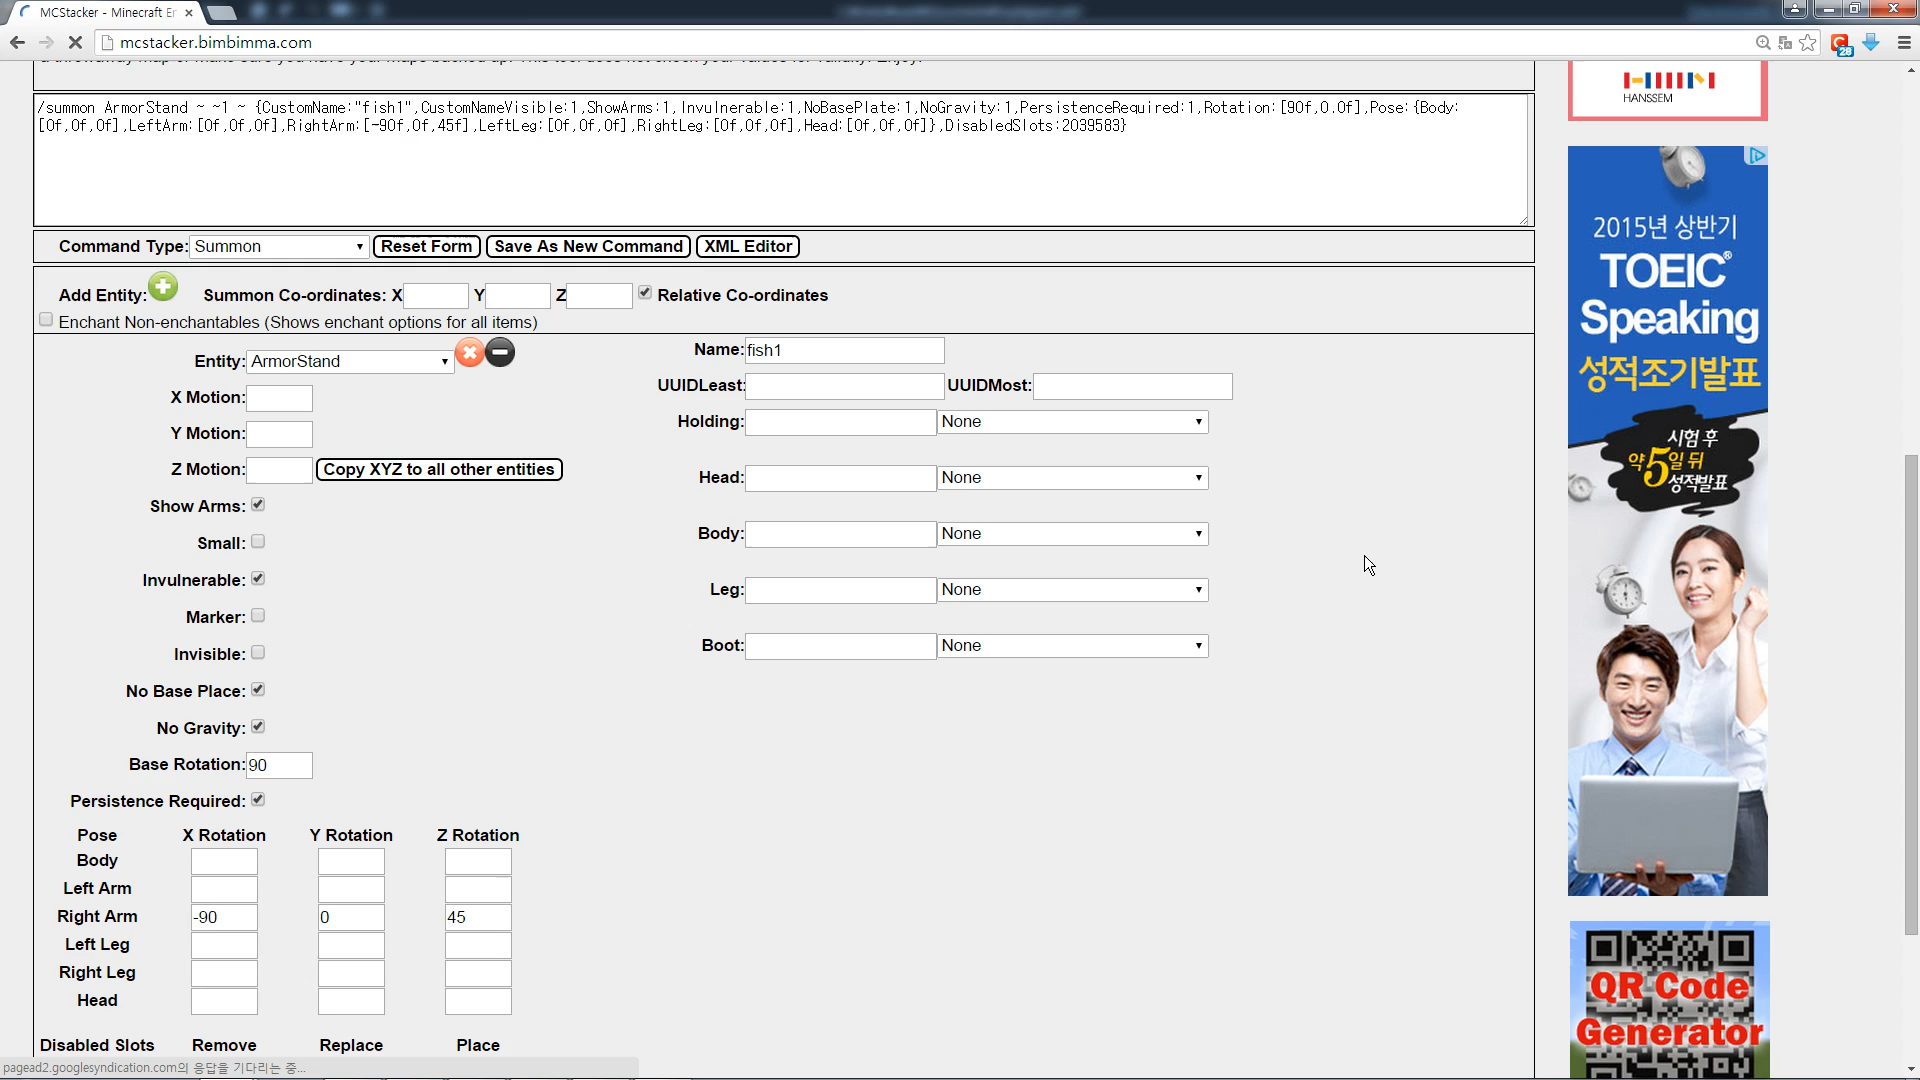 MCStacker - Minecraft Er
mcstacker.bimbimma.com
28
/summon ArmorStand ~ ~1 ~ {CustomName:"fish1",CustomNameVisible:1,ShowArms:1,Invulnerable:1,NoBasePlate:1,NoGravity:1,PersistenceRequired:1,Rotation:[90f,0.0f],Pose:{Body:
[0f,0f,0f],LeftArm:[0f,0f,0f],RightArm:[-90f,0f,45f],LeftLeg:[0f,0f,0f],RightLeg:[0f,0f,0f],Head:[0f,0f,0f]},DisabledSlots:2039583}
Command Type: Summon Reset Form Save As New Command XML Editor
Add Entity: Summon Co-ordinates: X Y Z Relative Co-ordinates
Enchant Non-enchantables (Shows enchant options for all items)
Entity: ArmorStand
Name: fish1
X Motion:
UUIDLeast: UUIDMost:
Y Motion:
Holding: None
Z Motion: Copy XYZ to all other entities
Head: None
Show Arms:
Body: None
Small:
Invulnerable:
Leg: None
Marker:
Invisible:
Boot: None
No Base Place:
No Gravity:
Base Rotation: 90
Persistence Required:
Pose X Rotation Y Rotation Z Rotation
Body
Left Arm
Right Arm -90 0 45
Left Leg
Right Leg
Head
Disabled Slots Remove Replace Place
pagead2.googlesyndication.com의 응답을 기다리는 중...
HANSSEM
2015년 상반기
TOEIC®
Speaking
성적조기발표
시험 후
약5일 뒤
성적발표
QR Code
Generator